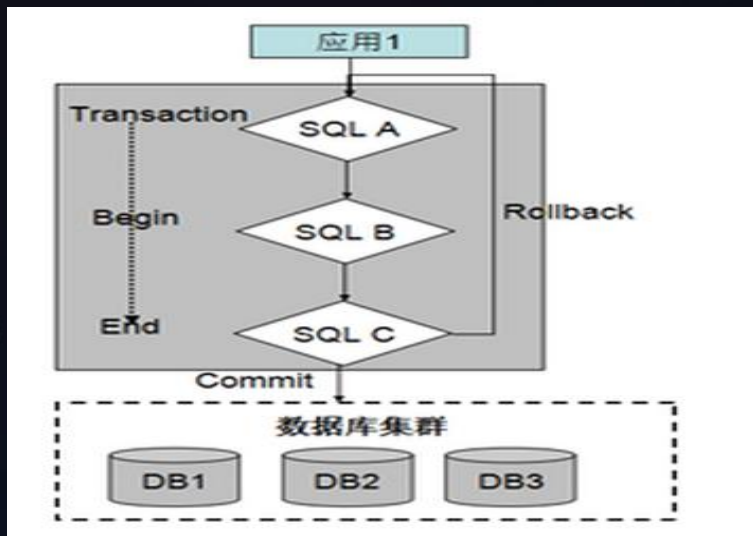 应用1
Transaction
SQL A
Begin
SQL B
Rollback
End
SQL C
Commit
数据库集群
DB1
DB2
DB3